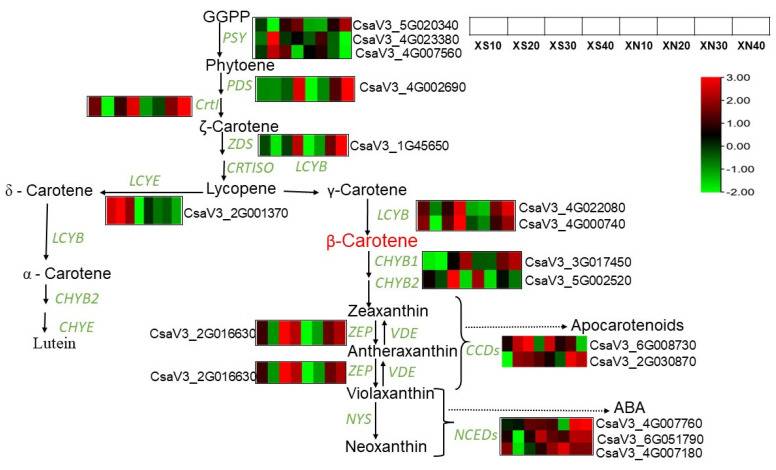 GGPP
PSY
CsaV3_5G020340
CsaV3_4G023380
CsaV3_4G007560
XS10 XS20 XS30 XS40 XN10 XN20 XN30 XN40
Phytoene
PDS
CsaV3_4G002690
3.00
2.00
1.00
0.00
-1.00
-2.00
CrtI
ζ-Carotene
ZDS
CsaV3_1G45650
CRTISO
LCYB
δ - Carotene
LCYE
Lycopene
γ-Carotene
CsaV3_2G001370
LCYB
CsaV3_4G022080
CsaV3_4G000740
LCYB
β-Carotene
α - Carotene
CHYB1
CsaV3_3G017450
CHYB2
CsaV3_5G002520
CHYB2
CHYE
Lutein
Zeaxanthin
CsaV3_2G016630
ZEP
VDE
Apocarotenoids
Antheraxanthin
CCDs
CsaV3_6G008730
CsaV3_2G030870
CsaV3_2G016630
ZEP
VDE
Violaxanthin
NYS
ABA
NCEDs
CsaV3_4G007760
CsaV3_6G051790
CsaV3_4G007180
Neoxanthin